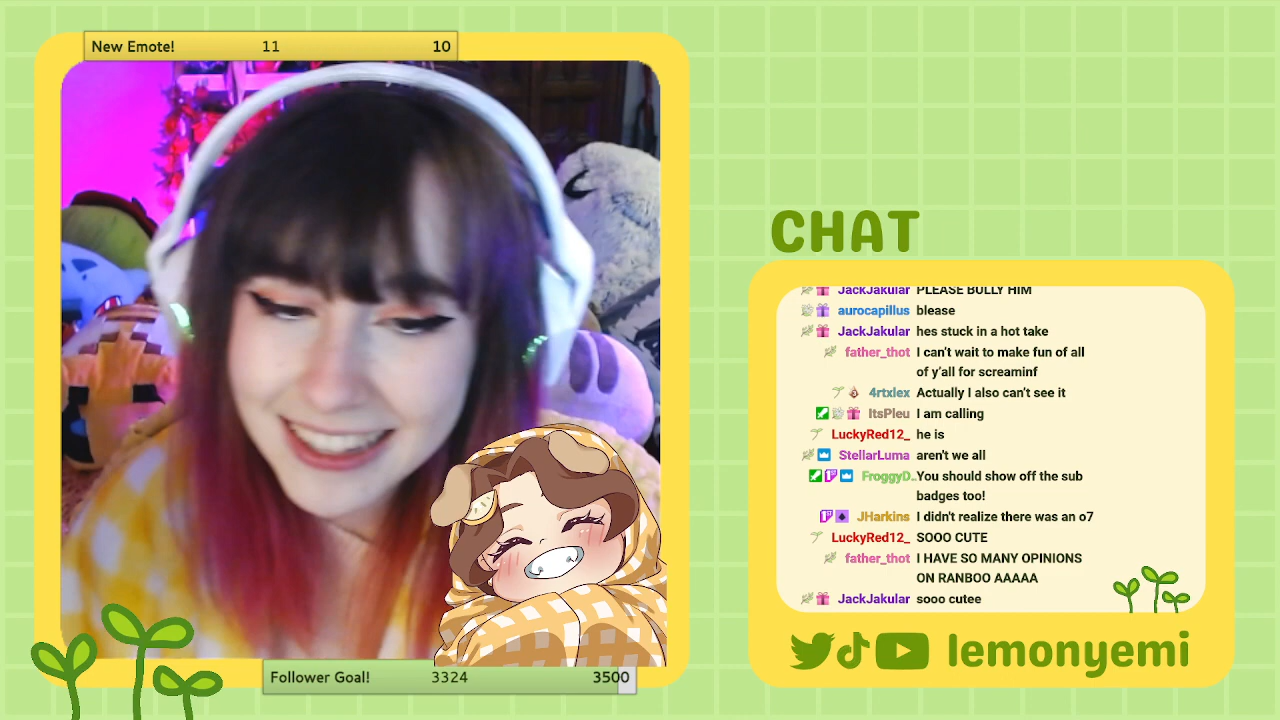 New Emote! 11 10
CHAT
JackJakular PLEASE BULLY HIM
aurocapillus blease
JackJakular hes stuck in a hot take
father_thot I can't wait to make fun of all
of y'all for screaminf
4rtxlex Actually I also can't see it
ItsPleu I am calling
LuckyRed12_ he is
StellarLuma aren't we all
FroggyD.. You should show off the sub
badges too!
JHarkins I didn't realize there was an o7
LuckyRed12_ SOOO CUTE
father_thot I HAVE SO MANY OPINIONS
ON RANBOO AAAAA
JackJakular sooo cutee
lemonyemi
Follower Goal! 3324 3500